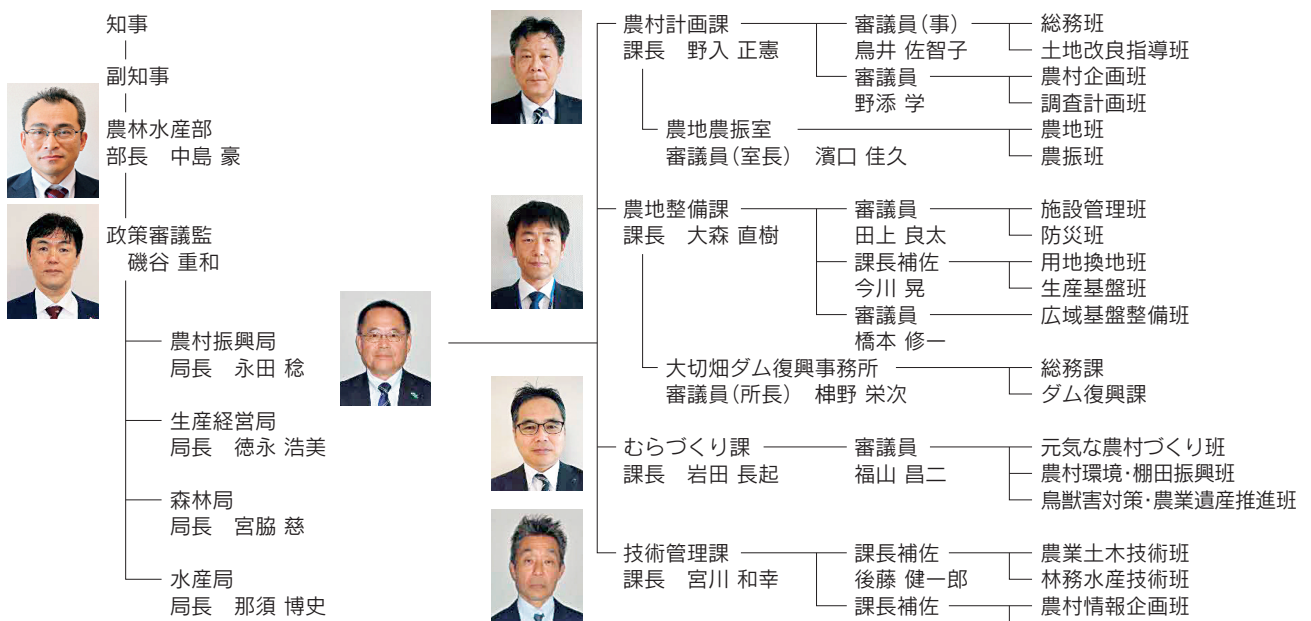 知事
副知事
農林水産部
部長　中島 豪
政策審議監
磯谷 重和
農村振興局
局長　永田 稔
生産経営局
局長　徳永 浩美
森林局
局長　宮脇 慈
水産局
局長　那須 博史
農村計画課
課長　野入 正憲
審議員（事）
鳥井 佐智子
総務班
土地改良指導班
審議員
野添 学
農村企画班
調査計画班
農地農振室
審議員（室長）　濱口 佳久
農地班
農振班
農地整備課
課長　大森 直樹
審議員
田上 良太
施設管理班
防災班
課長補佐
今川 晃
用地換地班
生産基盤班
審議員
橋本 修一
広域基盤整備班
大切畑ダム復興事務所
審議員（所長）　栦野 栄次
総務課
ダム復興課
むらづくり課
課長　岩田 長起
審議員
福山 昌二
元気な農村づくり班
農村環境・棚田振興班
鳥獣害対策・農業遺産推進班
技術管理課
課長　宮川 和幸
課長補佐
後藤 健一郎
農業土木技術班
林務水産技術班
課長補佐
農村情報企画班